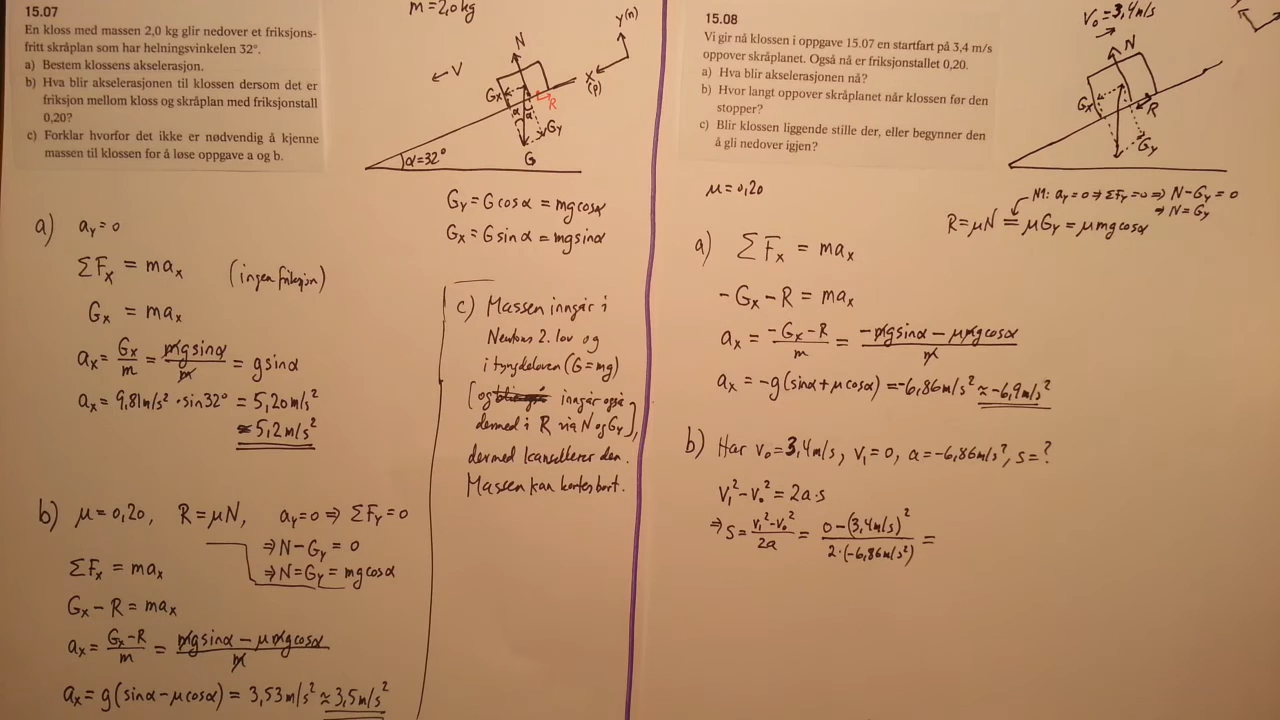 15.07
En kloss med massen 2,0 kg glir nedover et friksjons-
fritt skråplan som har helningsvinkelen 32°.
a) Bestem klossens akselerasjon.
b) Hva blir akselerasjonen til klossen dersom det er
friksjon mellom kloss og skråplan med friksjonstall
0,20?
c) Forklar hvorfor det ikke er nødvendig å kjenne
massen til klossen for å løse oppgave a og b.
m = 2,0 kg
y(n)
x
(p)
← V
N
Gx
R
α
α
Gy
α = 32°
G
Gy = G cos α = mg cos α
Gx = G sin α = mg sin α
a) ay = 0
ΣFx = max (ingen friksjon)
Gx = max
ax = Gx/m = mg sin α/m = g sin α
ax = 9,81 m/s² · sin 32° = 5,20 m/s²
≈ 5,2 m/s²
b) μ = 0,20, R = μN, ay = 0 ⇒ ΣFy = 0
⇒ N − Gy = 0
⇒ N = Gy = mg cos α
ΣFx = max
Gx − R = max
ax = (Gx − R)/m = (mg sin α − μmg cos α)/m
ax = g(sin α − μ cos α) = 3,53 m/s² ≈ 3,5 m/s²
c) Massen inngår i
Newtons 2. lov og
i tyngdeloven (G = mg)
[og inngår også
dermed i R via N og Gy],
dermed kansellerer den.
Massen kan kortes bort.
15.08
Vi gir nå klossen i oppgave 15.07 en startfart på 3,4 m/s
oppover skråplanet. Også nå er friksjonstallet 0,20.
a) Hva blir akselerasjonen nå?
b) Hvor langt oppover skråplanet når klossen før den
stopper?
c) Blir klossen liggende stille der, eller begynner den
å gli nedover igjen?
V₀ = 3,4 m/s
N
Gx
R
Gy
μ = 0,20
N1: ay = 0 ⇒ ΣFy = 0 ⇒ N − Gy = 0
⇒ N = Gy
R = μN = μGy = μmg cos α
a) ΣFx = max
−Gx − R = max
ax = (−Gx − R)/m = (−mg sin α − μmg cos α)/m
ax = −g(sin α + μ cos α) = −6,86 m/s² ≈ −6,9 m/s²
b) Har v₀ = 3,4 m/s, v₁ = 0, a = −6,86 m/s², s = ?
v₁² − v₀² = 2a·s
⇒ s = (v₁² − v₀²)/2a = (0 − (3,4 m/s)²)/(2·(−6,86 m/s²)) =